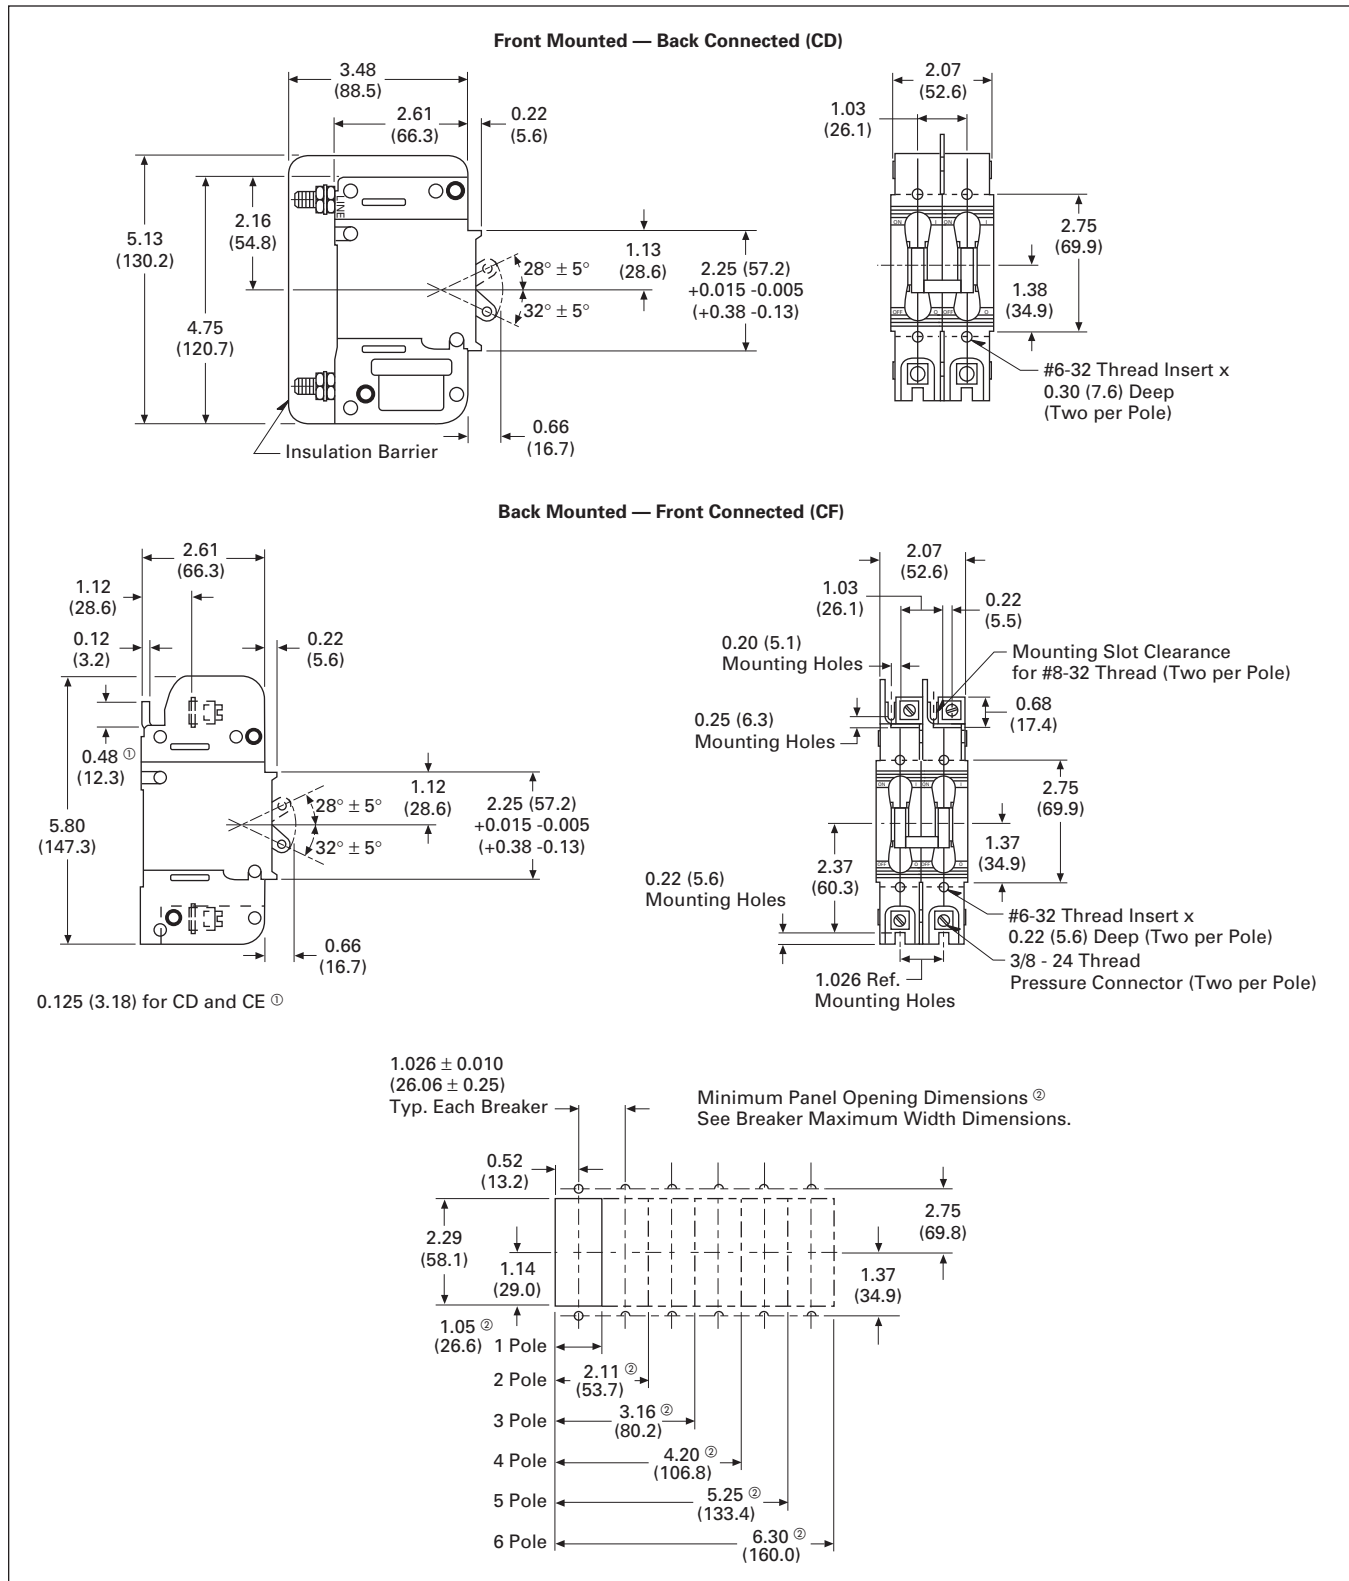 Front Mounted — Back Connected (CD)
3.48
(88.5)
2.61
(66.3)
0.22
(5.6)
2.07
(52.6)
1.03
(26.1)
LINE
2.16
(54.8)
5.13
(130.2)
4.75
(120.7)
28° ± 5°
32° ± 5°
1.13
(28.6)
2.25 (57.2)
+0.015 -0.005
(+0.38 -0.13)
0.66
(16.7)
Insulation Barrier
ON I ON I
OFF O OFF O
2.75
(69.9)
1.38
(34.9)
#6-32 Thread Insert x
0.30 (7.6) Deep
(Two per Pole)
Back Mounted — Front Connected (CF)
2.61
(66.3)
1.12
(28.6)
0.12
(3.2)
0.22
(5.6)
0.48 ①
(12.3)
5.80
(147.3)
28° ± 5°
32° ± 5°
1.12
(28.6)
2.25 (57.2)
+0.015 -0.005
(+0.38 -0.13)
0.66
(16.7)
0.125 (3.18) for CD and CE ①
2.07
(52.6)
1.03
(26.1)
0.22
(5.5)
0.20 (5.1)
Mounting Holes
Mounting Slot Clearance
for #8-32 Thread (Two per Pole)
0.68
(17.4)
0.25 (6.3)
Mounting Holes
ON I ON I
OFF O OFF O
2.75
(69.9)
1.37
(34.9)
2.37
(60.3)
0.22 (5.6)
Mounting Holes
#6-32 Thread Insert x
0.22 (5.6) Deep (Two per Pole)
3/8 - 24 Thread
Pressure Connector (Two per Pole)
1.026 Ref.
Mounting Holes
1.026 ± 0.010
(26.06 ± 0.25)
Typ. Each Breaker
Minimum Panel Opening Dimensions ②
See Breaker Maximum Width Dimensions.
0.52
(13.2)
2.29
(58.1)
1.14
(29.0)
2.75
(69.8)
1.37
(34.9)
1.05 ②
(26.6)
1 Pole
2 Pole
2.11 ②
(53.7)
3 Pole
3.16 ②
(80.2)
4 Pole
4.20 ②
(106.8)
5 Pole
5.25 ②
(133.4)
6 Pole
6.30 ②
(160.0)